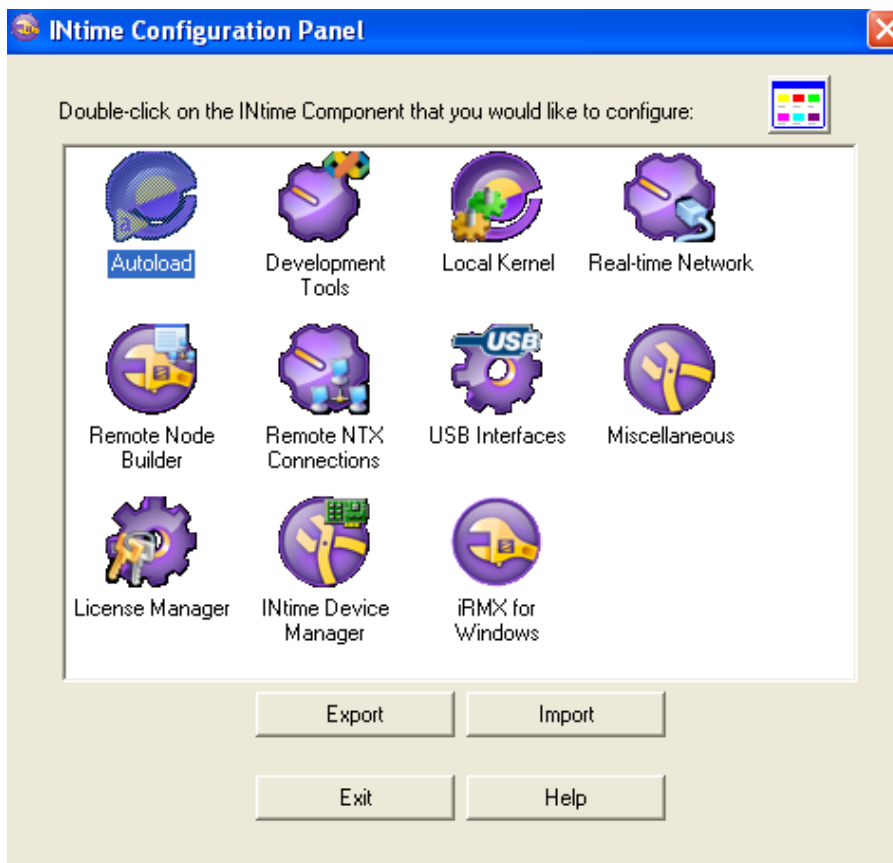 INtime Configuration Panel
Double-click on the INtime Component that you would like to configure:
Autoload
Development
Tools
Local Kernel
Real-time Network
Remote Node
Builder
Remote NTX
Connections
USB
USB Interfaces
Miscellaneous
License Manager
INtime Device
Manager
iRMX for
Windows
Export
Import
Exit
Help